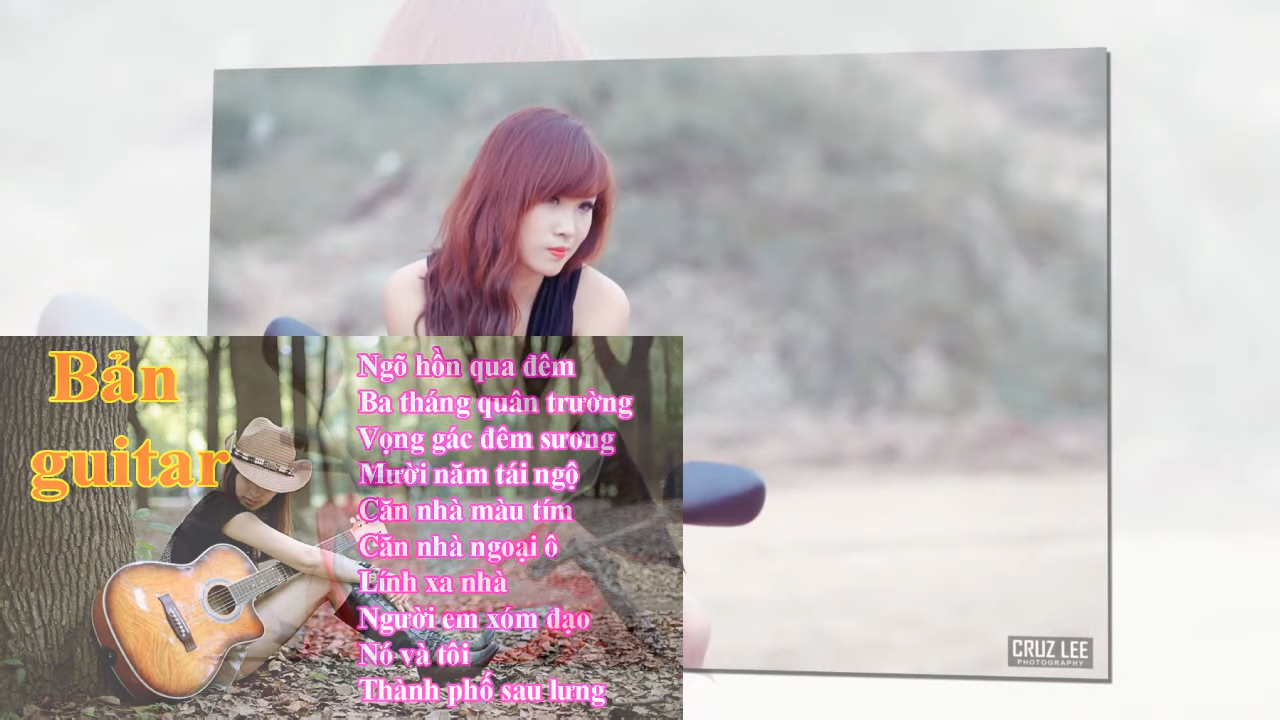 Bản
guitar
Ngõ hồn qua đêm
Ba tháng quân trường
Vọng gác đêm sương
Mười năm tái ngộ
Căn nhà màu tím
Căn nhà ngoại ô
Lính xa nhà
Người em xóm đạo
Nó và tôi
Thành phố sau lưng
CRUZ LEE
PHOTOGRAPHY